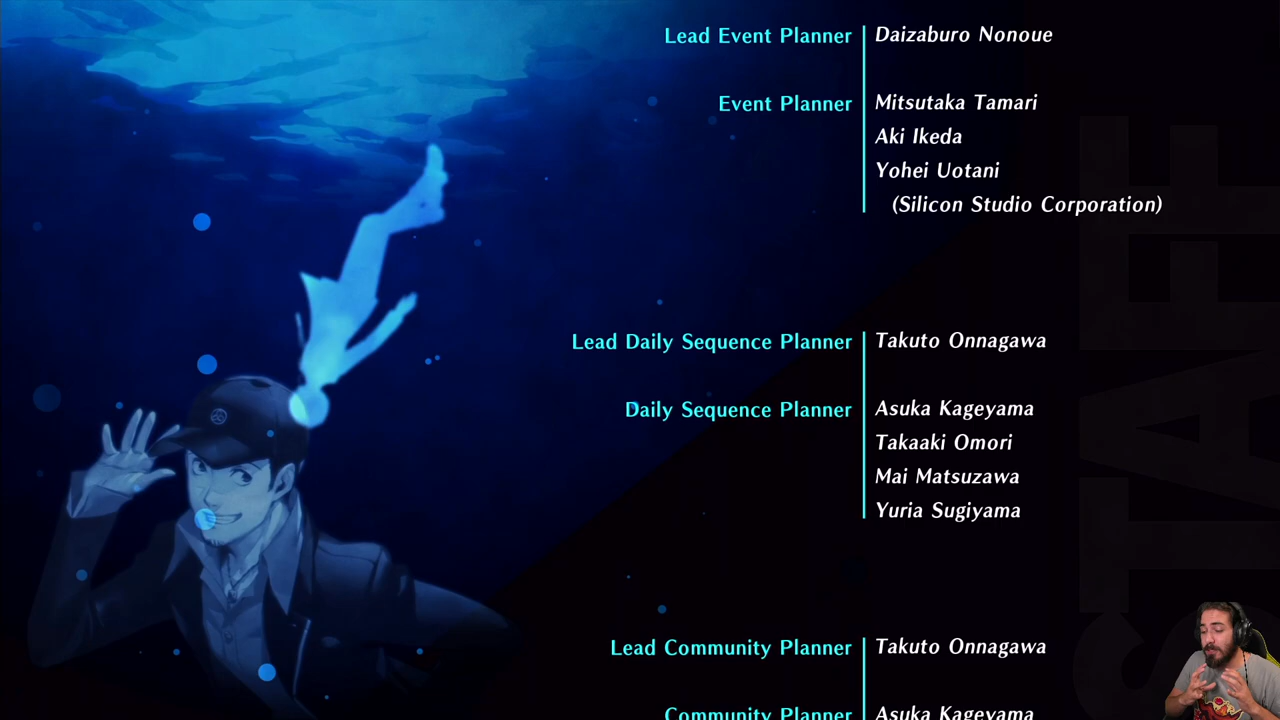 Lead Event Planner
Daizaburo Nonoue
Event Planner
Mitsutaka Tamari
Aki Ikeda
Yohei Uotani
(Silicon Studio Corporation)
Lead Daily Sequence Planner
Takuto Onnagawa
Daily Sequence Planner
Asuka Kageyama
Takaaki Omori
Mai Matsuzawa
Yuria Sugiyama
Lead Community Planner
Takuto Onnagawa
Community Planner
Asuka Kageyama
STAFF